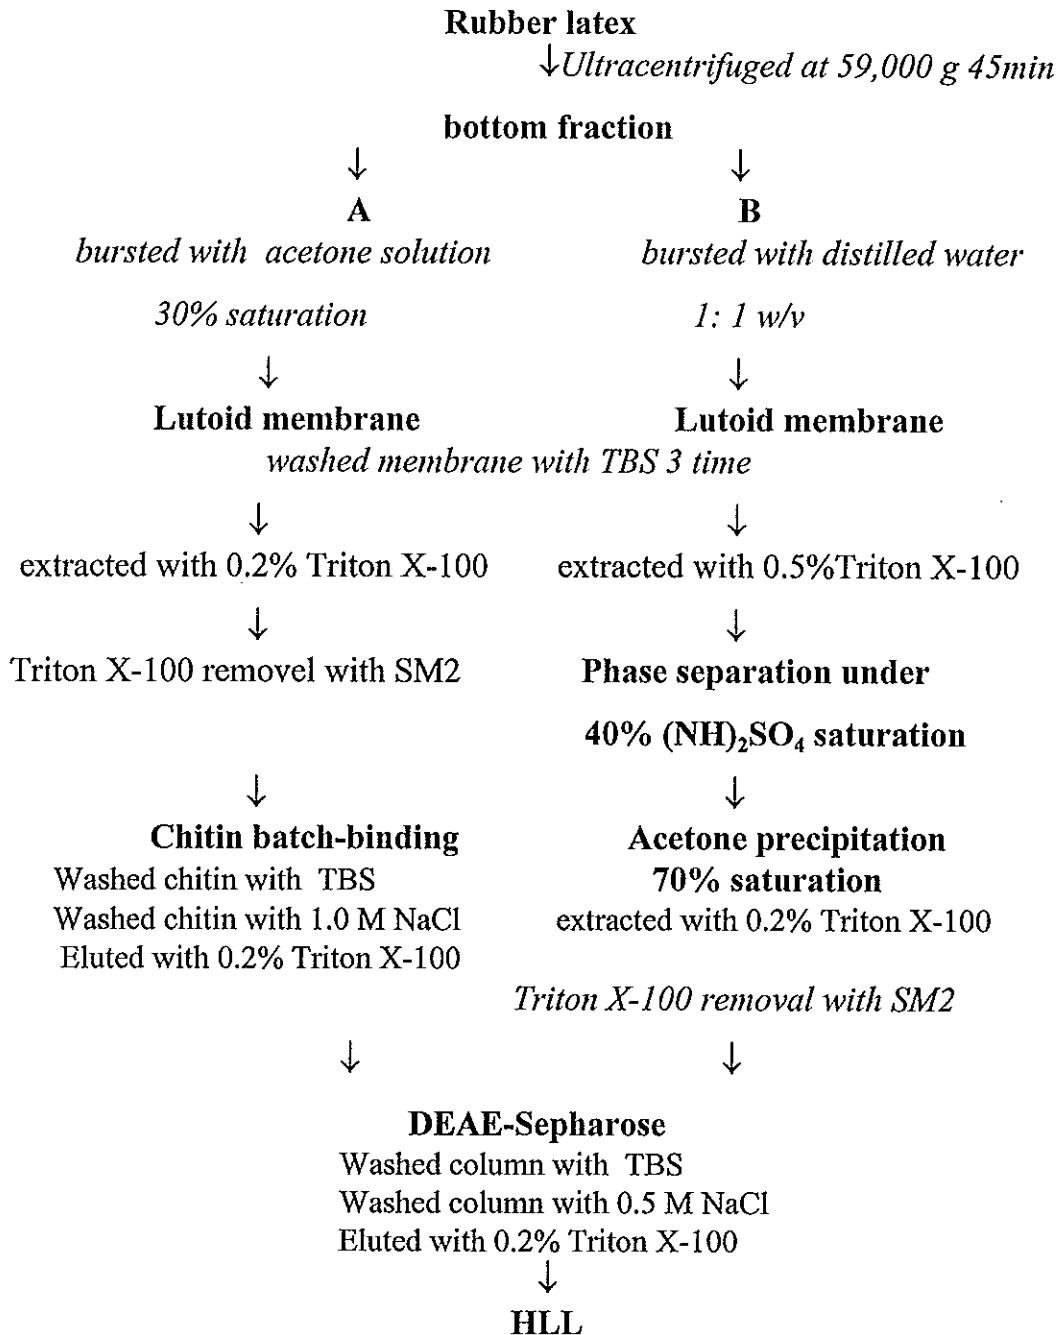 Rubber latex
↓Ultracentrifuged at 59,000 g 45min
bottom fraction
↓ ↓
A B
bursted with acetone solution bursted with distilled water
30% saturation 1: 1 w/v
↓ ↓
Lutoid membrane Lutoid membrane
washed membrane with TBS 3 time
↓ ↓
extracted with 0.2% Triton X-100 extracted with 0.5%Triton X-100
↓ ↓
Triton X-100 removel with SM2 Phase separation under
40% (NH)₂SO₄ saturation
↓ ↓
Chitin batch-binding Acetone precipitation
Washed chitin with TBS 70% saturation
Washed chitin with 1.0 M NaCl extracted with 0.2% Triton X-100
Eluted with 0.2% Triton X-100
Triton X-100 removal with SM2
↓ ↓
DEAE-Sepharose
Washed column with TBS
Washed column with 0.5 M NaCl
Eluted with 0.2% Triton X-100
↓
HLL